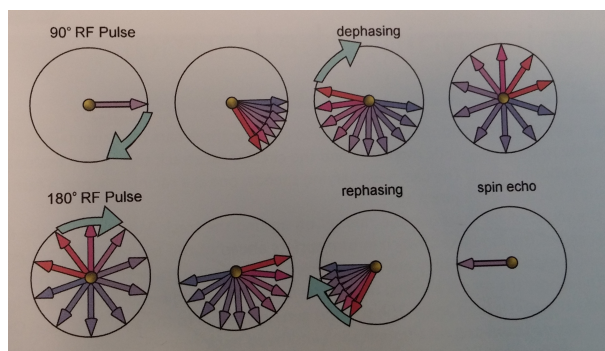 90° RF Pulse
dephasing
180° RF Pulse
rephasing
spin echo